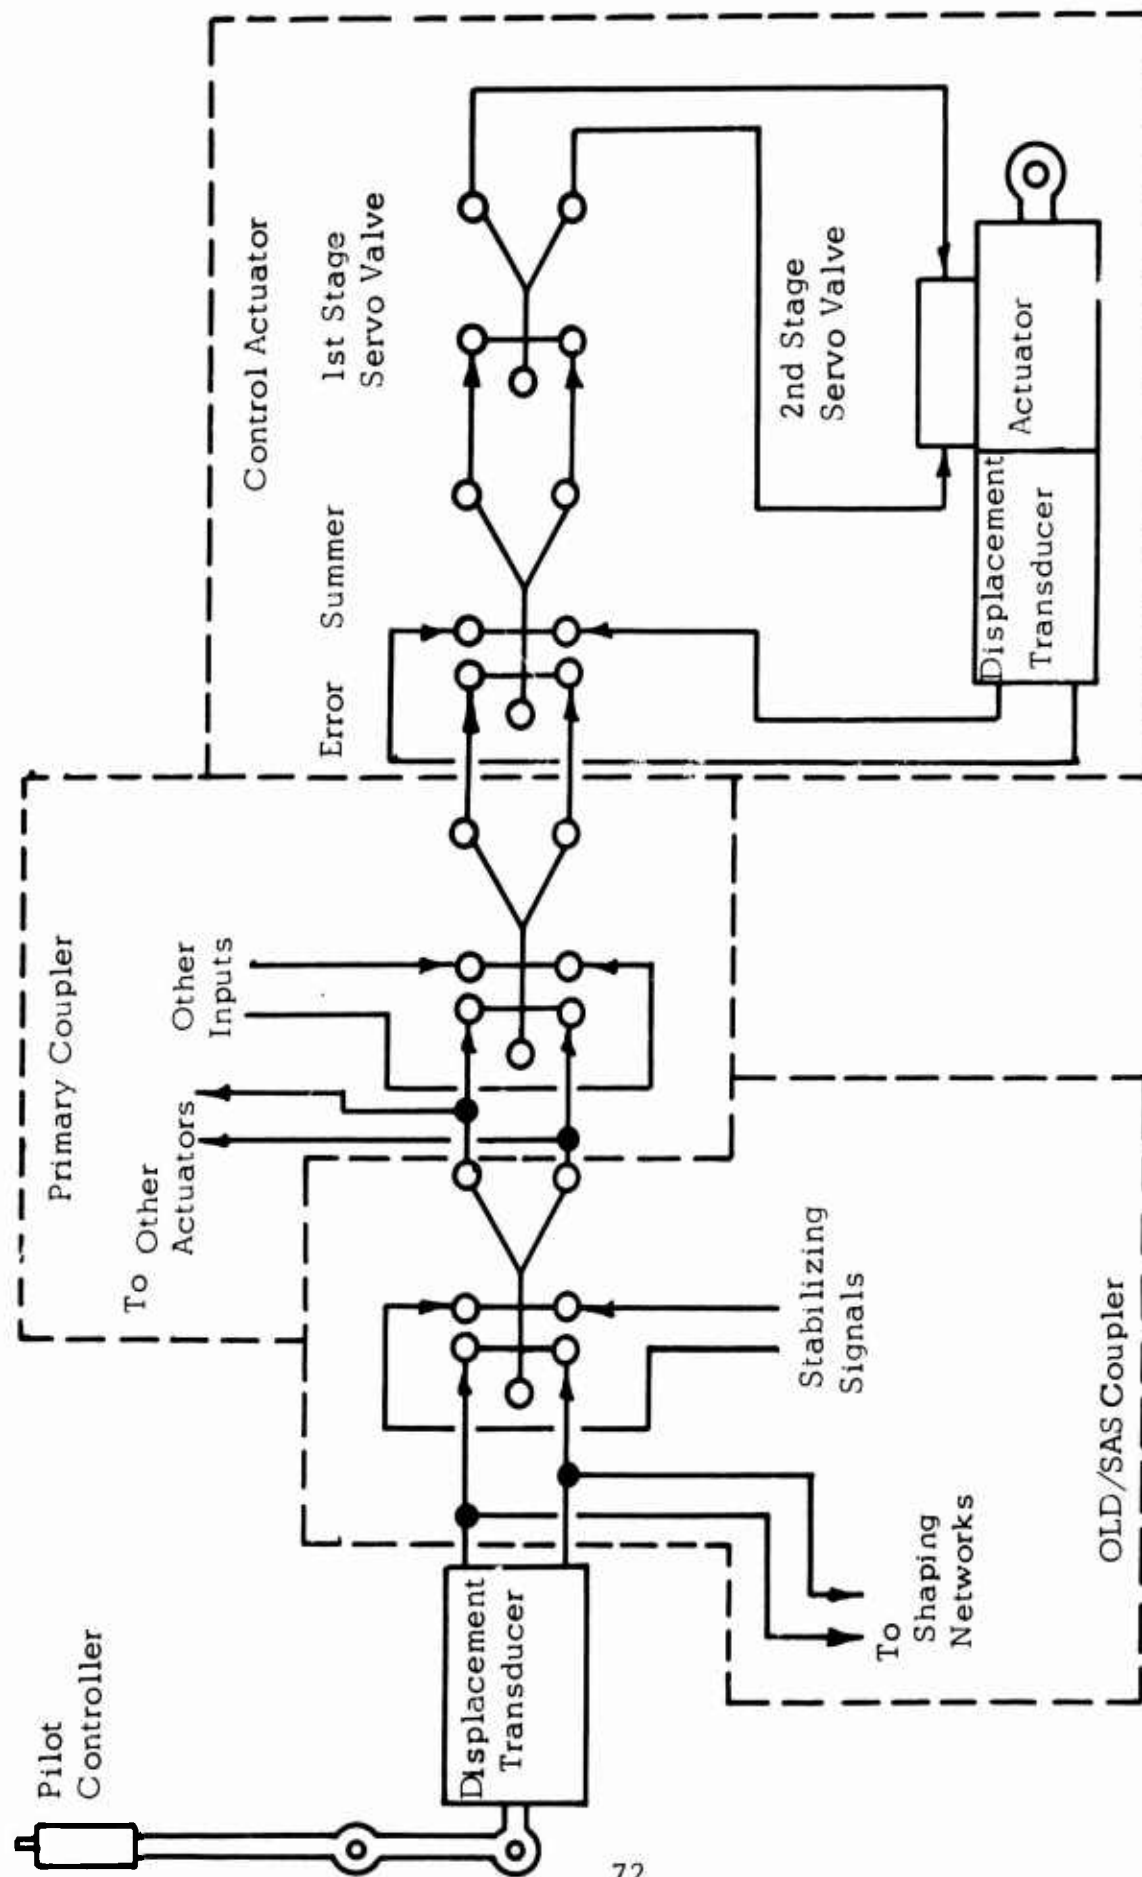 Pilot
Controller
Displacement
Transducer
To
Shaping
Networks
OLD/SAS Coupler
Stabilizing
Signals
Primary Coupler
To Other
Actuators
Other
Inputs
Control Actuator
Error Summer
1st Stage
Servo Valve
2nd Stage
Servo Valve
Displacement
Transducer
Actuator
72